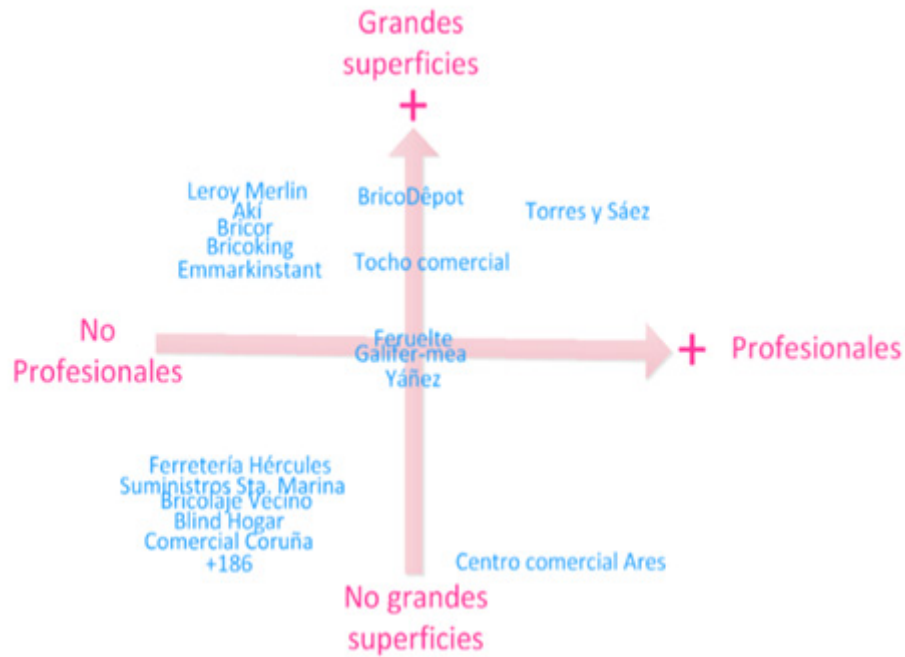 Grandes
superficies
+
Leroy Merlin
Akí
Bricor
Bricoking
Emmarkinstant
BricoDêpot
Tocho comercial
Torres y Sáez
No
Profesionales
Feruelte
Galifer-mea
Yáñez
+ Profesionales
Ferretería Hércules
Suministros Sta. Marina
Bricolaje Vecino
Blind Hogar
Comercial Coruña
+186
Centro comercial Ares
No grandes
superficies